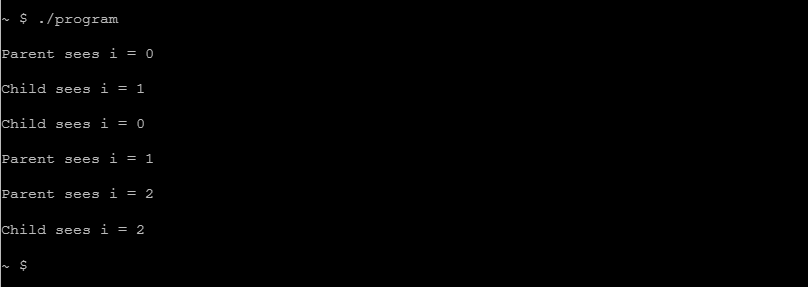 ~ $ ./program
Parent sees i = 0
Child sees i = 1
Child sees i = 0
Parent sees i = 1
Parent sees i = 2
Child sees i = 2
~ $